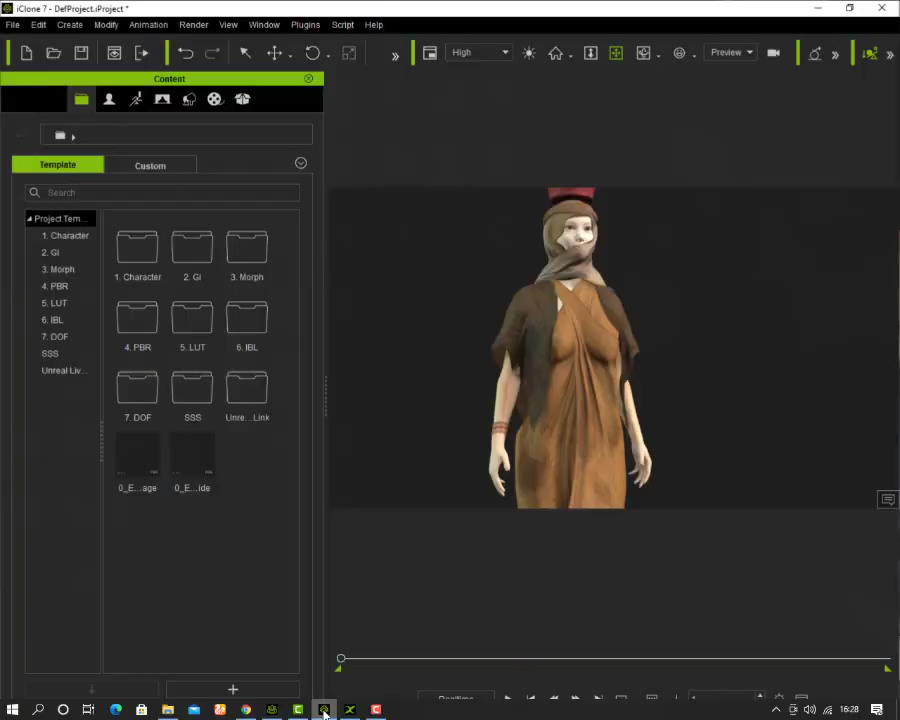 iClone 7 - DefProject.iProject *
File Edit Create Modify Animation Render View Window Plugins Script Help
» High Preview » »
Content
Template Custom
Search
Project Tem...
1. Character
2. GI
3. Morph
4. PBR
5. LUT
6. IBL
7. DOF
SSS
Unreal Liv...
1. Character 2. GI 3. Morph
4. PBR 5. LUT 6. IBL
7. DOF SSS Unre...Link
0_E...age 0_E...ide
Realtime 1
16:28